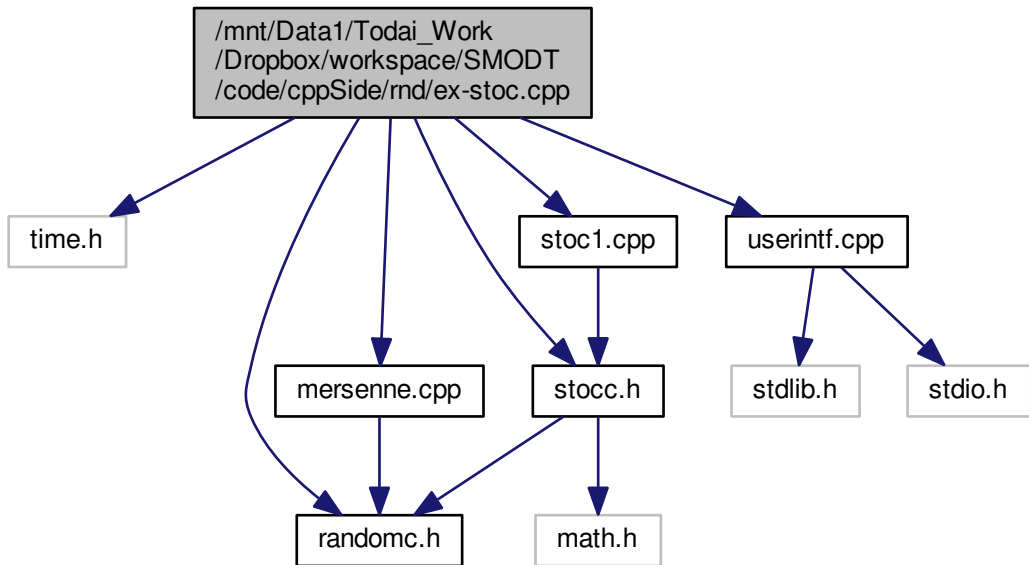 /mnt/Data1/Todai_Work
/Dropbox/workspace/SMODT
/code/cppSide/rnd/ex-stoc.cpp
time.h
stoc1.cpp
userintf.cpp
mersenne.cpp
stocc.h
stdlib.h
stdio.h
randomc.h
math.h